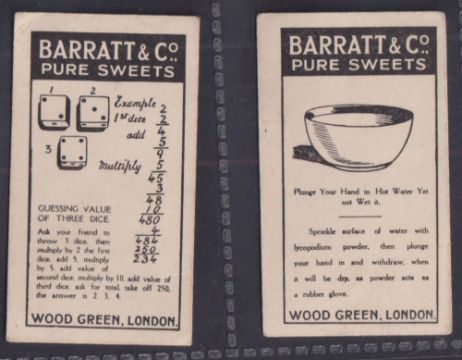 BARRATT & Co.,
PURE SWEETS
1 2
3
Example
1st dice 2
2
add 4
5
9
Multiply 5
45
3
48
10
480
4
484
250
234
GUESSING VALUE
OF THREE DICE.
Ask your friend to
throw 3 dice, then
multiply by 2 the first
dice, add 5, multiply
by 5, add value of
second dice, multiply by 10, add value of
third dice, ask for total, take off 250,
the answer is 2. 3. 4.
WOOD GREEN, LONDON.
BARRATT & Co.,
PURE SWEETS
Plunge Your Hand in Hot Water Yet
not Wet it.
Sprinkle surface of water with
lycopodium powder, then plunge
your hand in and withdraw, when
it will be dry, as powder acts as
a rubber glove.
WOOD GREEN, LONDON.